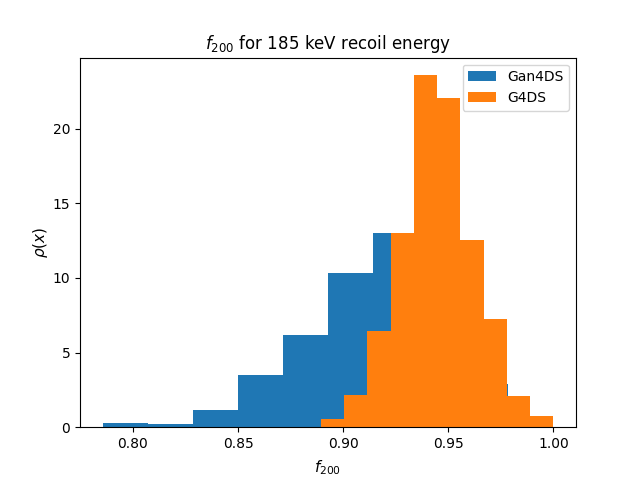 f₂₀₀ for 185 keV recoil energy
Gan4DS
G4DS
ρ(x)
20
15
10
5
0
0.80 0.85 0.90 0.95 1.00
f₂₀₀